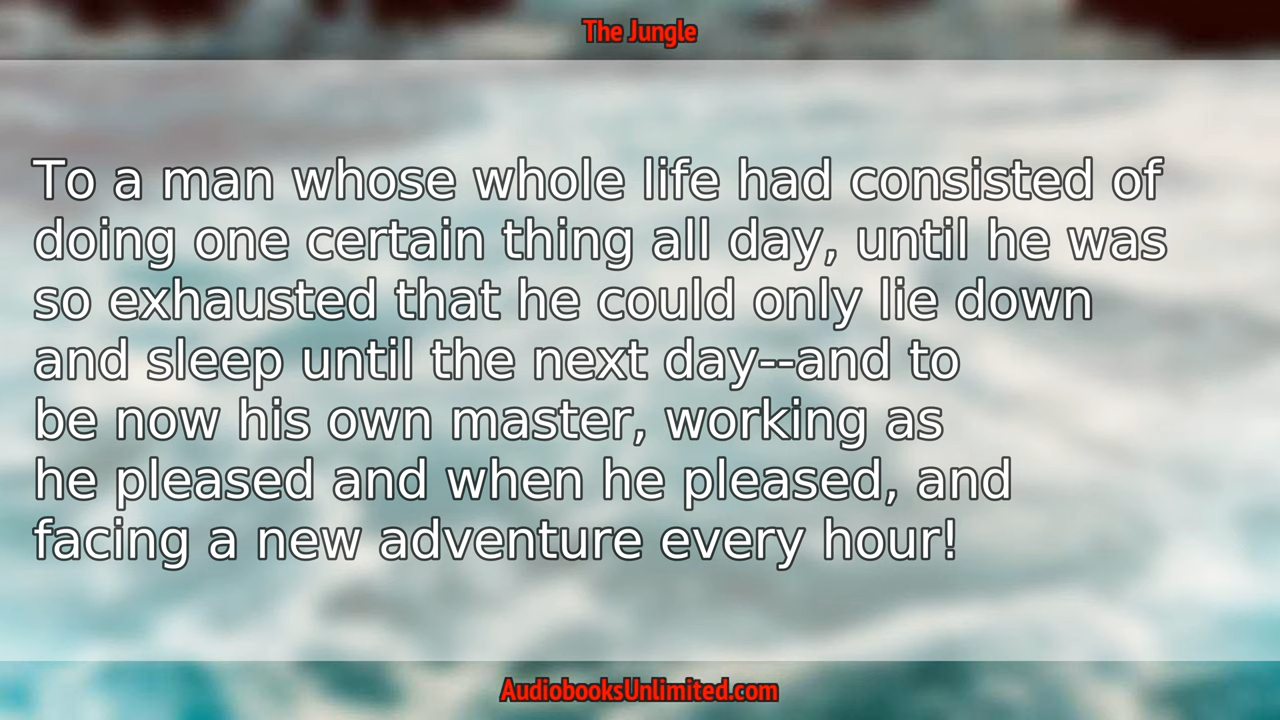 The Jungle
To a man whose whole life had consisted of
doing one certain thing all day, until he was
so exhausted that he could only lie down
and sleep until the next day--and to
be now his own master, working as
he pleased and when he pleased, and
facing a new adventure every hour!
AudiobooksUnlimited.com